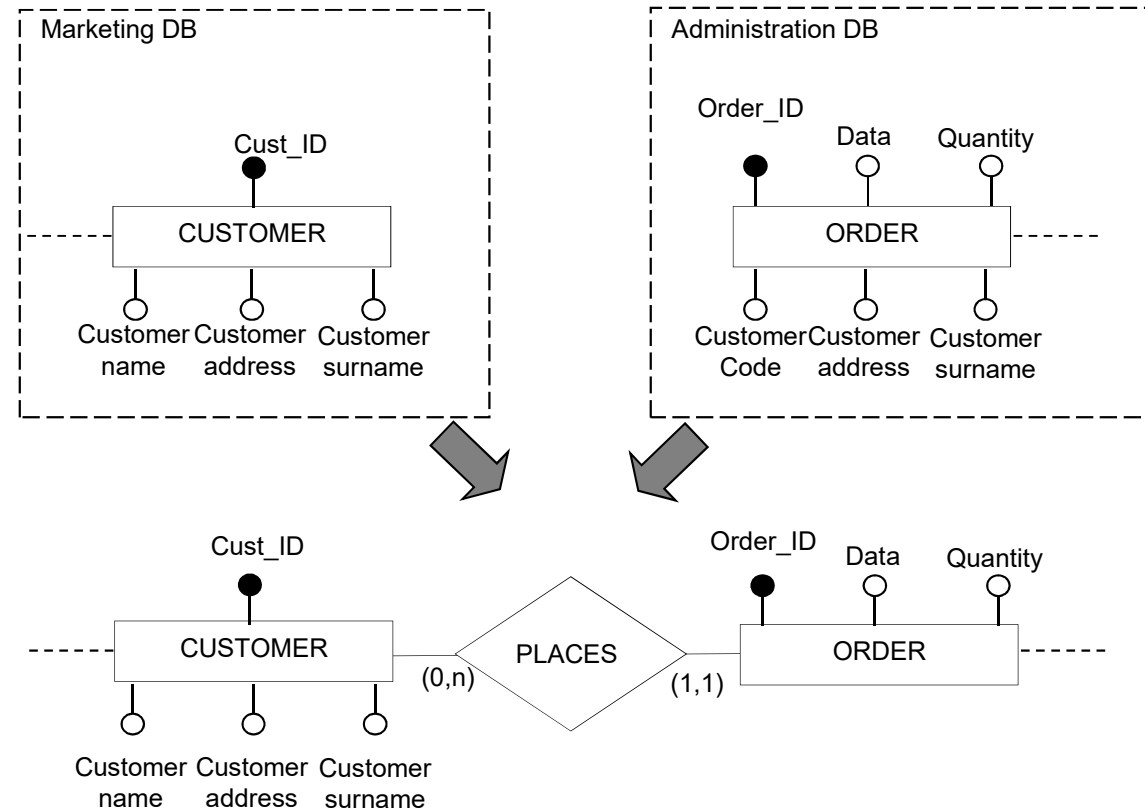 Marketing DB
Cust_ID
CUSTOMER
Customer name
Customer address
Customer surname
Administration DB
Order_ID
Data
Quantity
ORDER
Customer Code
Customer address
Customer surname
Cust_ID
CUSTOMER
Customer name
Customer address
Customer surname
(0,n)
PLACES
(1,1)
Order_ID
Data
Quantity
ORDER